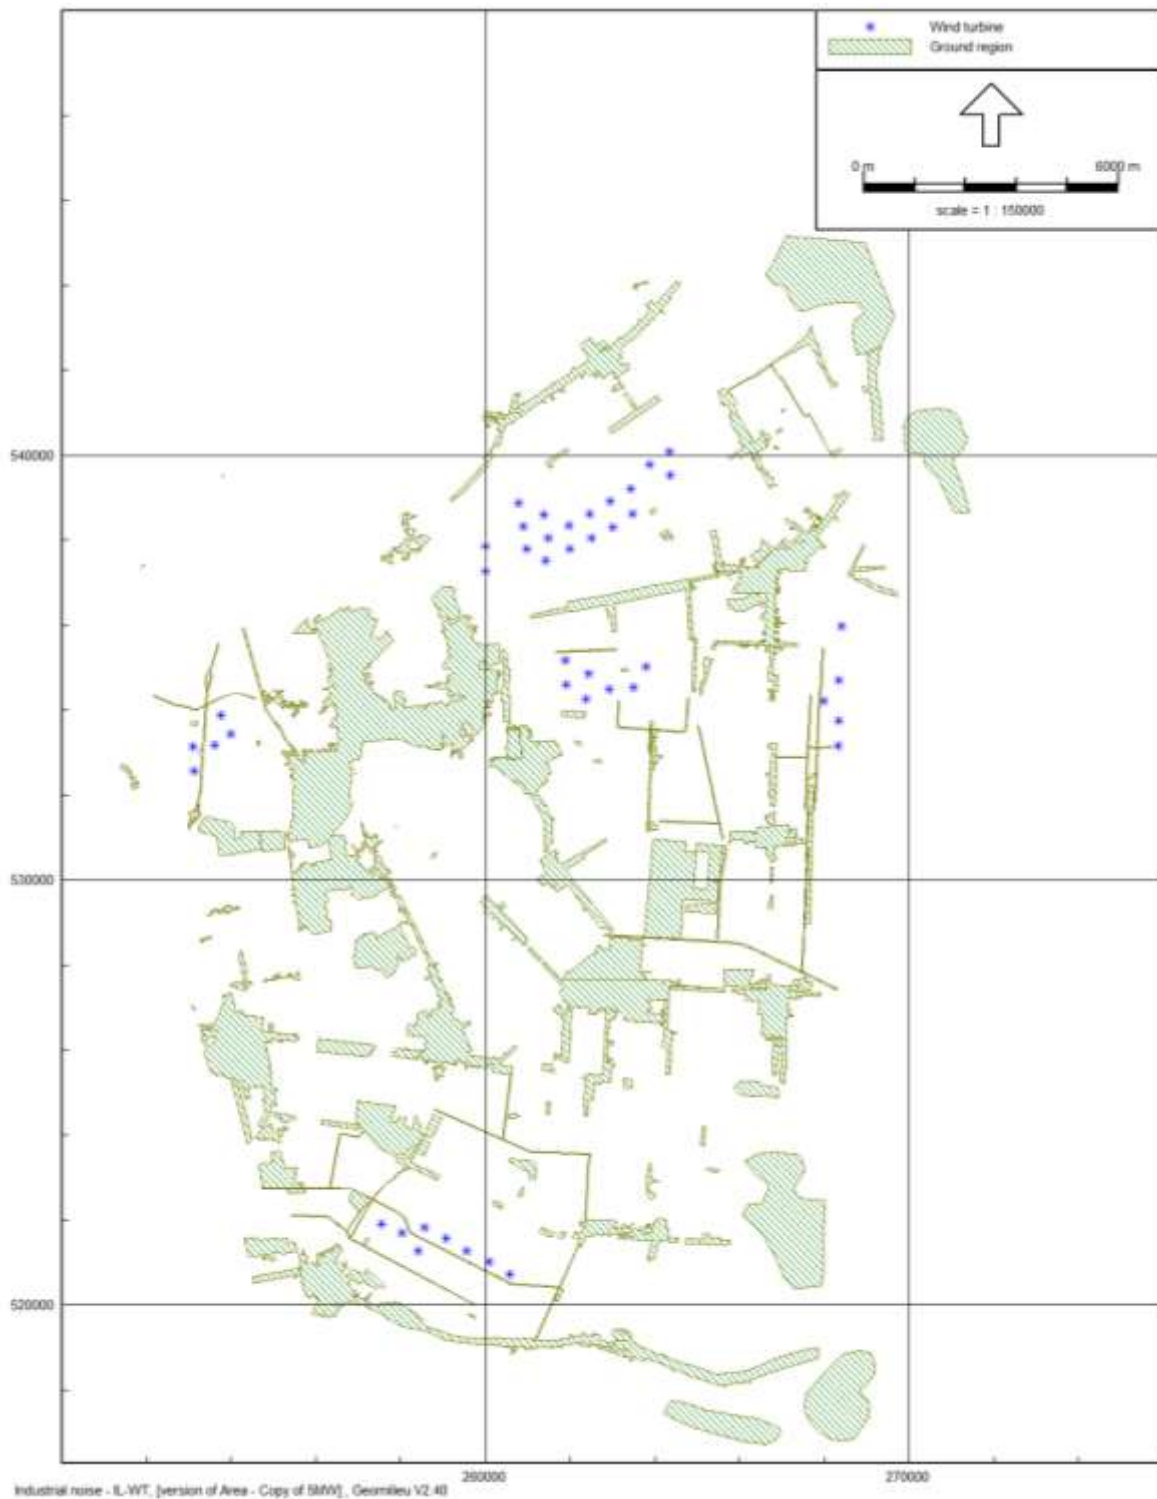 Wind turbine
Ground region
0 m 6000 m
scale = 1 : 150000
540000
530000
520000
260000 270000
Industrial noise - IL-WT, [version of Area - Copy of 5MW] , Geomilieu V2.40